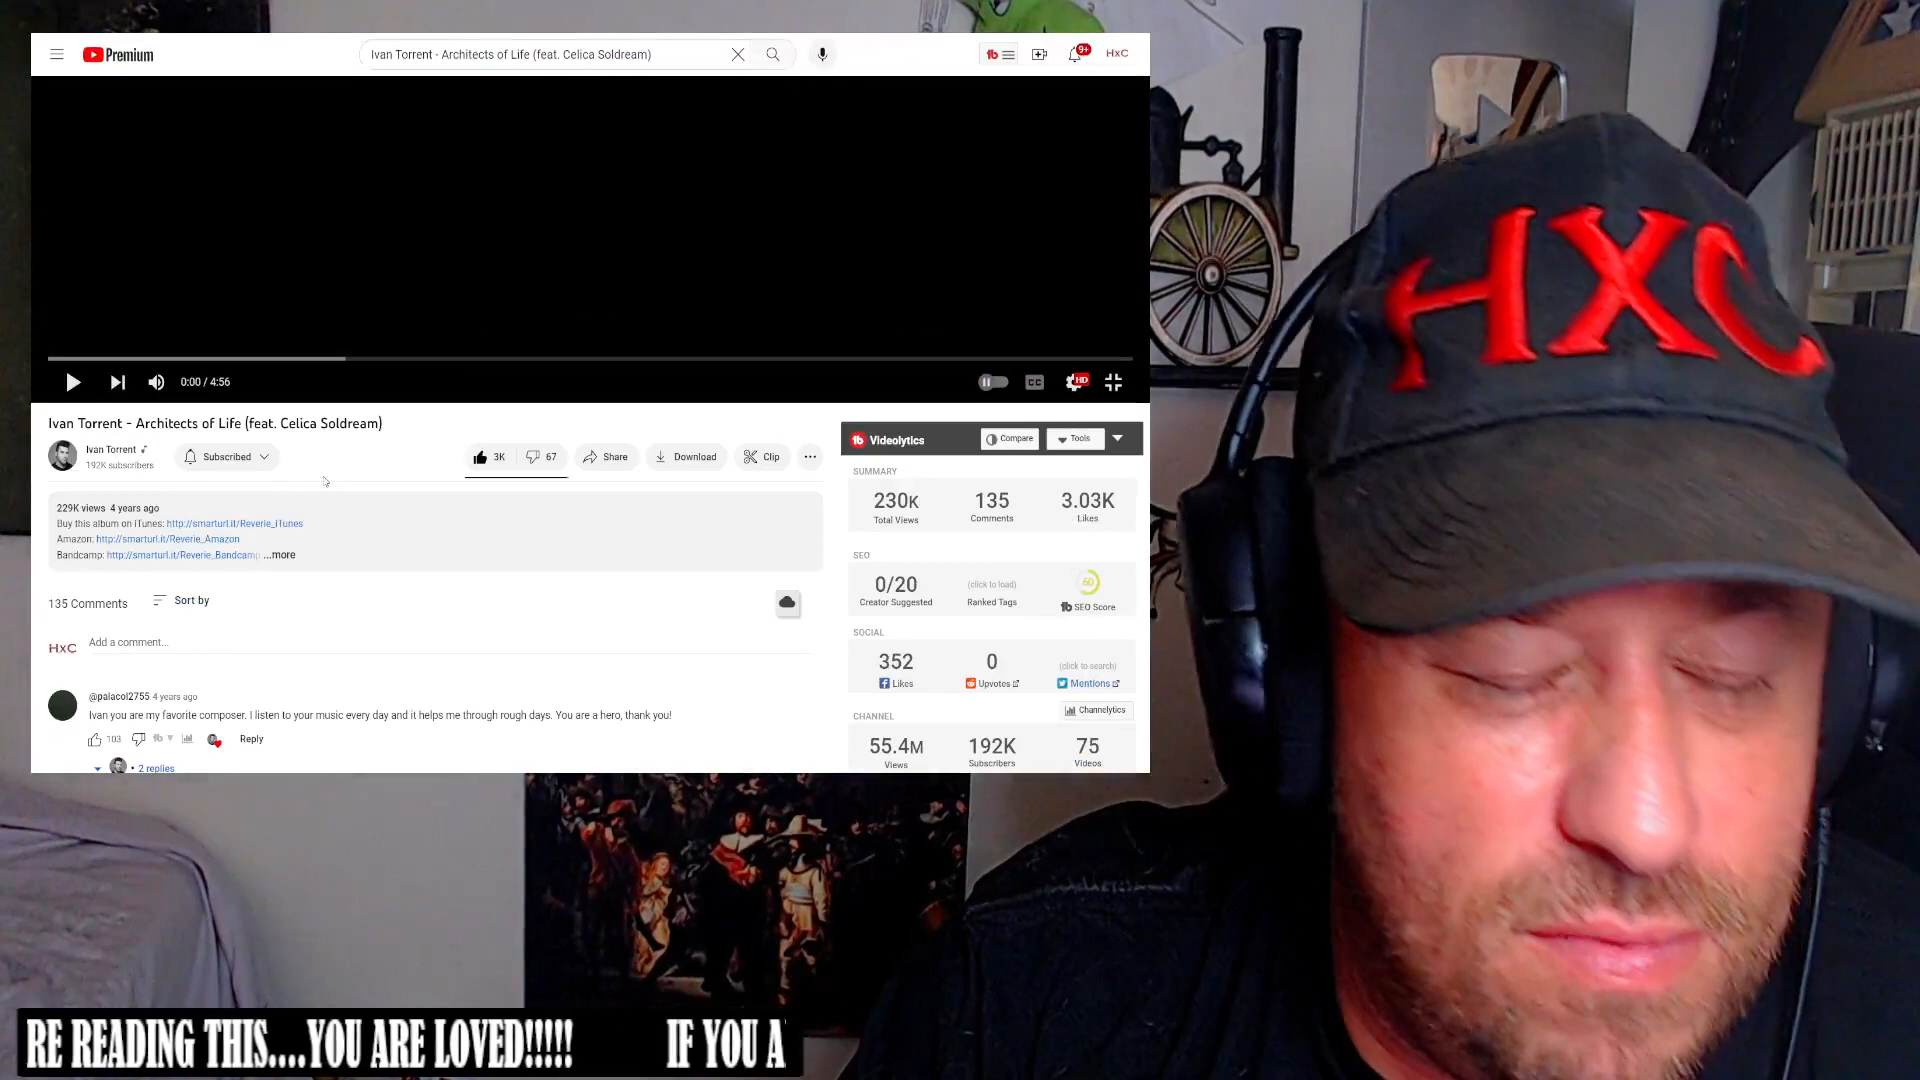 Premium
Ivan Torrent - Architects of Life (feat. Celica Soldream)
9+
HxC
0:00 / 4:56
CC
HD
Ivan Torrent - Architects of Life (feat. Celica Soldream)
Ivan Torrent
192K subscribers
Subscribed
3K
67
Share
Download
Clip
229K views 4 years ago
Buy this album on iTunes: http://smarturl.it/Reverie_iTunes
Amazon: http://smarturl.it/Reverie_Amazon
Bandcamp: http://smarturl.it/Reverie_Bandcamp ...more
135 Comments
Sort by
HxC
Add a comment...
@palacol2755 4 years ago
Ivan you are my favorite composer. I listen to your music every day and it helps me through rough days. You are a hero, thank you!
103
Reply
2 replies
Videolytics
Compare
Tools
SUMMARY
230K
135
3.03K
Total Views
Comments
Likes
SEO
0/20
(click to load)
60
Creator Suggested
Ranked Tags
SEO Score
SOCIAL
352
0
(click to search)
Likes
Upvotes
Mentions
CHANNEL
Channelytics
55.4M
192K
75
Views
Subscribers
Videos
HXC
RE READING THIS....YOU ARE LOVED!!!!! IF YOU A